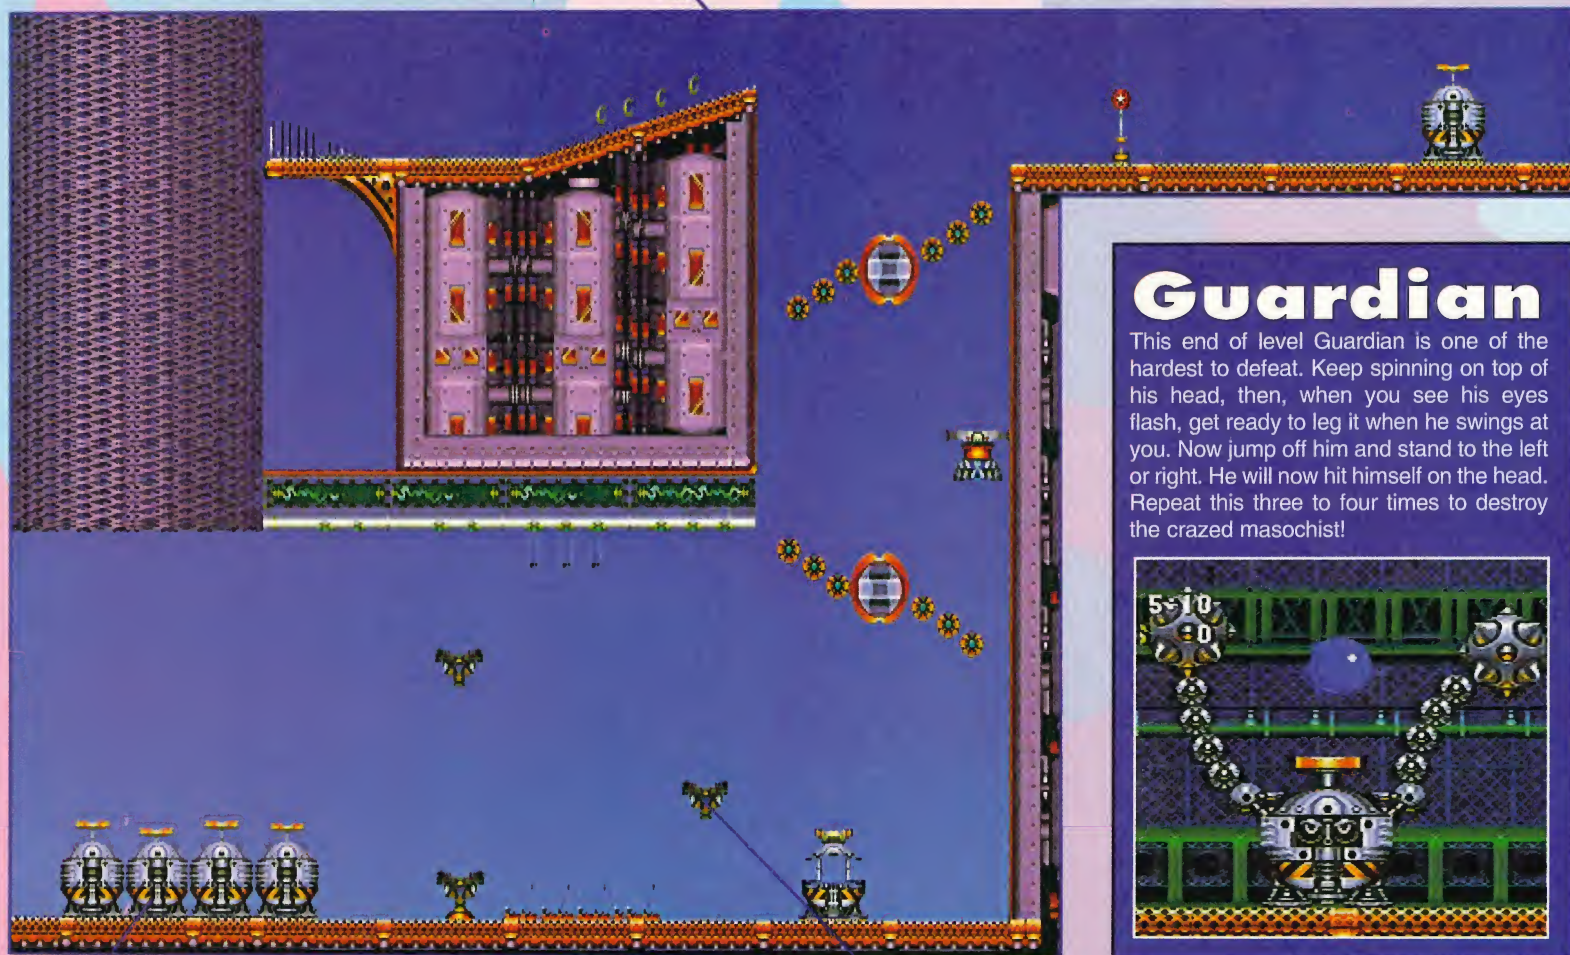 Guardian
This end of level Guardian is one of the
hardest to defeat. Keep spinning on top of
his head, then, when you see his eyes
flash, get ready to leg it when he swings at
you. Now jump off him and stand to the left
or right. He will now hit himself on the head.
Repeat this three to four times to destroy
the crazed masochist!
5:10
0